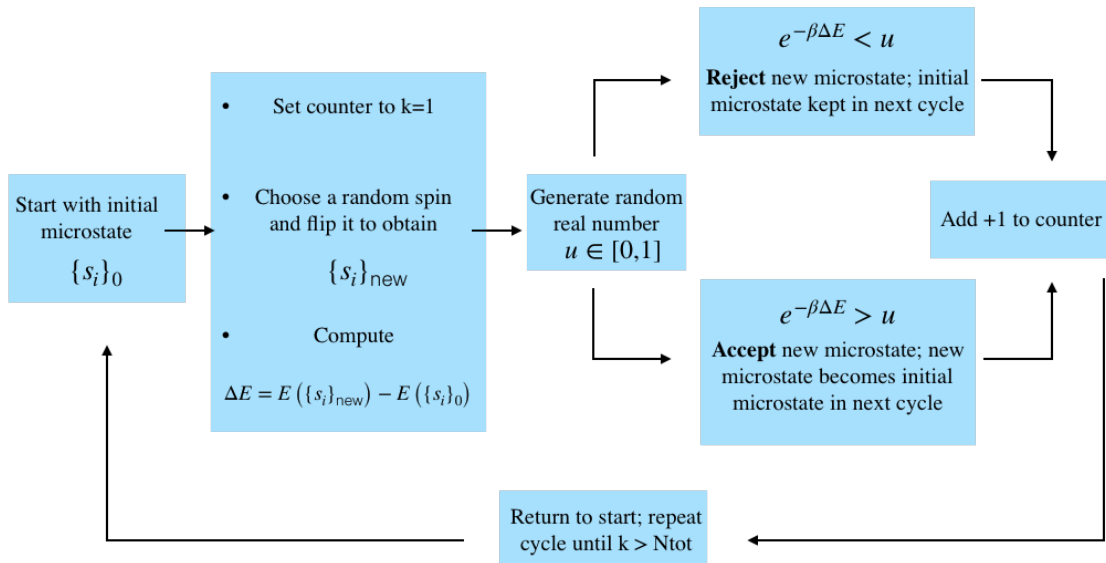 Start with initial
microstate
{s_i}_0
• Set counter to k=1
• Choose a random spin
and flip it to obtain
{s_i}_new
• Compute
ΔE = E ({s_i}_new) − E ({s_i}_0)
Generate random
real number
u ∈ [0,1]
e^{−βΔE} < u
Reject new microstate; initial
microstate kept in next cycle
e^{−βΔE} > u
Accept new microstate; new
microstate becomes initial
microstate in next cycle
Add +1 to counter
Return to start; repeat
cycle until k > Ntot